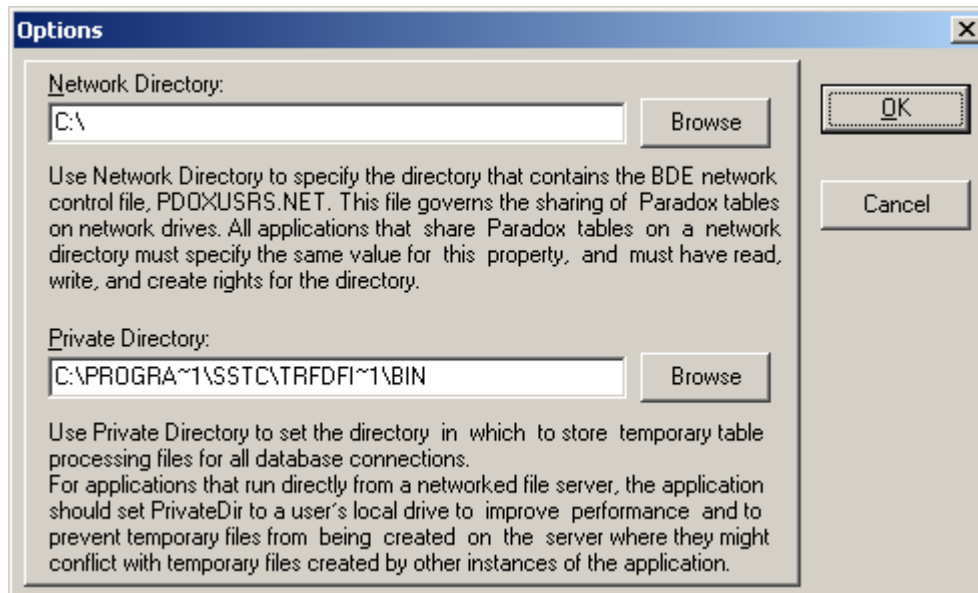 Options
Network Directory:
C:\
Browse
OK
Use Network Directory to specify the directory that contains the BDE network
control file, PDOXUSRS.NET. This file governs the sharing of Paradox tables
on network drives. All applications that share Paradox tables on a network
directory must specify the same value for this property, and must have read,
write, and create rights for the directory.
Cancel
Private Directory:
C:\PROGRA~1\SSTC\TRFDFI~1\BIN
Browse
Use Private Directory to set the directory in which to store temporary table
processing files for all database connections.
For applications that run directly from a networked file server, the application
should set PrivateDir to a user's local drive to improve performance and to
prevent temporary files from being created on the server where they might
conflict with temporary files created by other instances of the application.